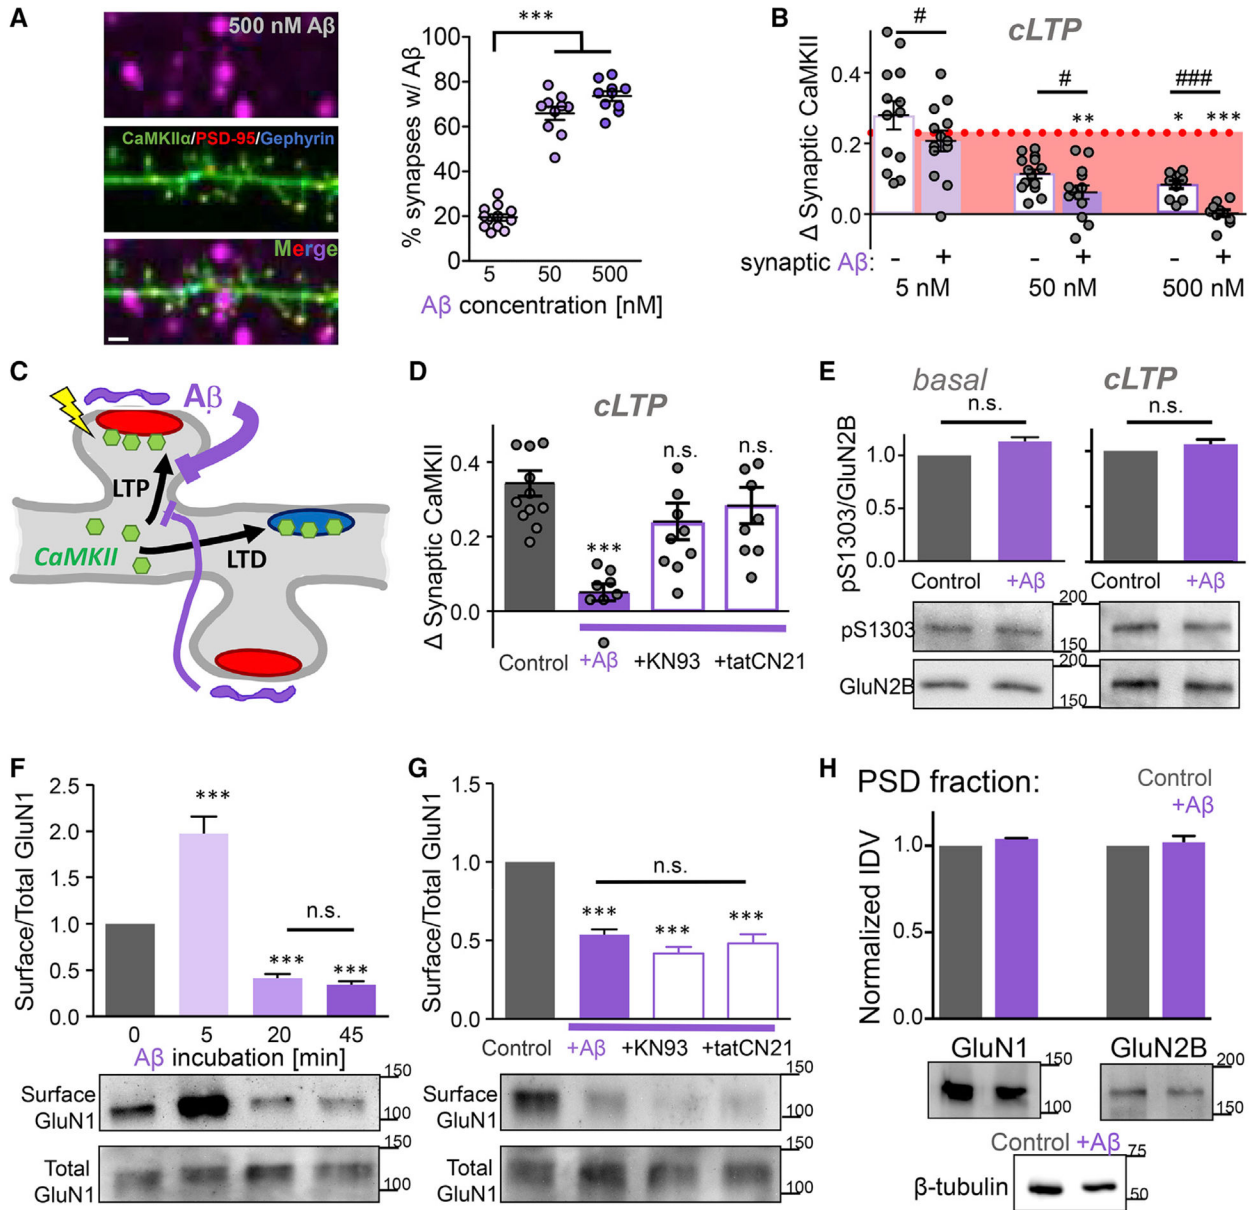 A
500 nM Aβ
CaMKIIα/PSD-95/Gephyrin
Merge
% synapses w/ Aβ
100
80
60
40
20
0
***
5
50
500
Aβ concentration [nM]
B
cLTP
Δ Synaptic CaMKII
0.4
0.2
0.0
#
#
###
**
*
***
synaptic Aβ:
- + - + - +
5 nM
50 nM
500 nM
C
Aβ
LTP
CaMKII
LTD
D
cLTP
Δ Synaptic CaMKII
0.4
0.2
0.0
***
n.s.
n.s.
Control
+Aβ
+KN93
+tatCN21
E
basal
cLTP
n.s.
n.s.
pS1303/GluN2B
1.0
0.5
0.0
Control
+Aβ
Control
+Aβ
pS1303
200
150
200
150
GluN2B
200
150
200
150
F
Surface/Total GluN1
2.5
2.0
1.5
1.0
0.5
0.0
***
n.s.
***
***
0
5
20
45
Aβ incubation [min]
Surface
GluN1
150
100
Total
GluN1
150
100
G
Surface/Total GluN1
1.5
1.0
0.5
0.0
n.s.
***
***
***
Control
+Aβ
+KN93
+tatCN21
Surface
GluN1
150
100
Total
GluN1
150
100
H
PSD fraction:
Control
+Aβ
Normalized IDV
1.0
0.5
0.0
GluN1
150
100
GluN2B
200
150
Control +Aβ
β-tubulin
75
50